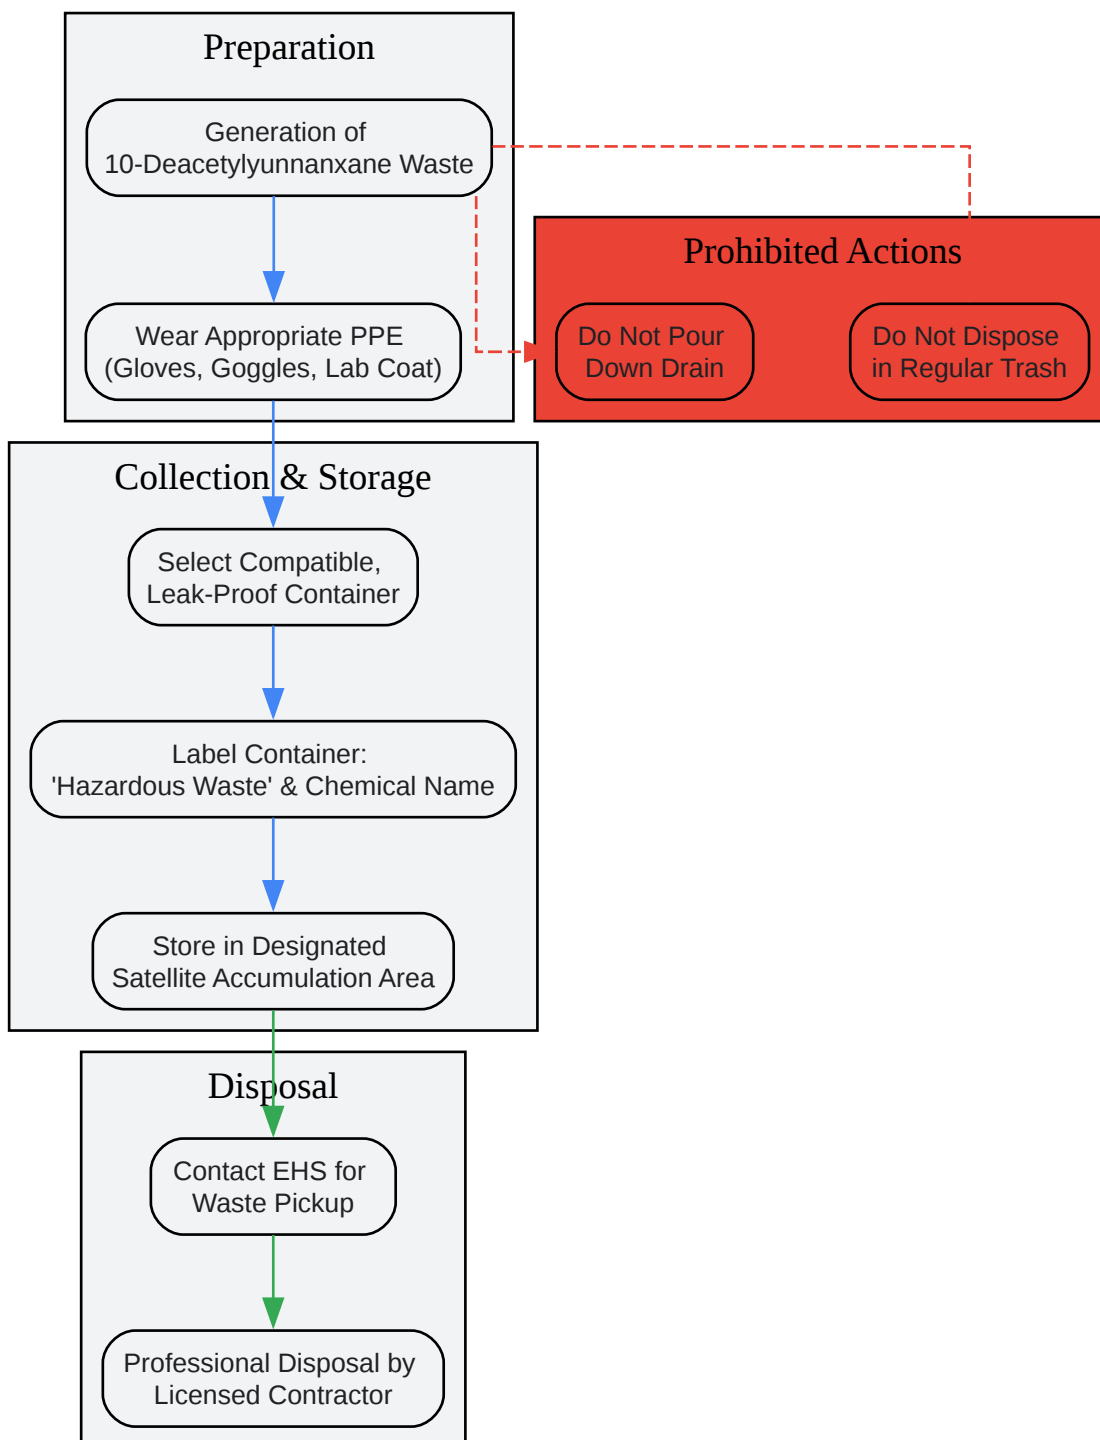 Preparation
Generation of
10-Deacetylyunnanxane Waste
Wear Appropriate PPE
(Gloves, Goggles, Lab Coat)
Prohibited Actions
Do Not Pour
Down Drain
Do Not Dispose
in Regular Trash
Collection & Storage
Select Compatible,
Leak-Proof Container
Label Container:
'Hazardous Waste' & Chemical Name
Store in Designated
Satellite Accumulation Area
Disposal
Contact EHS for
Waste Pickup
Professional Disposal by
Licensed Contractor